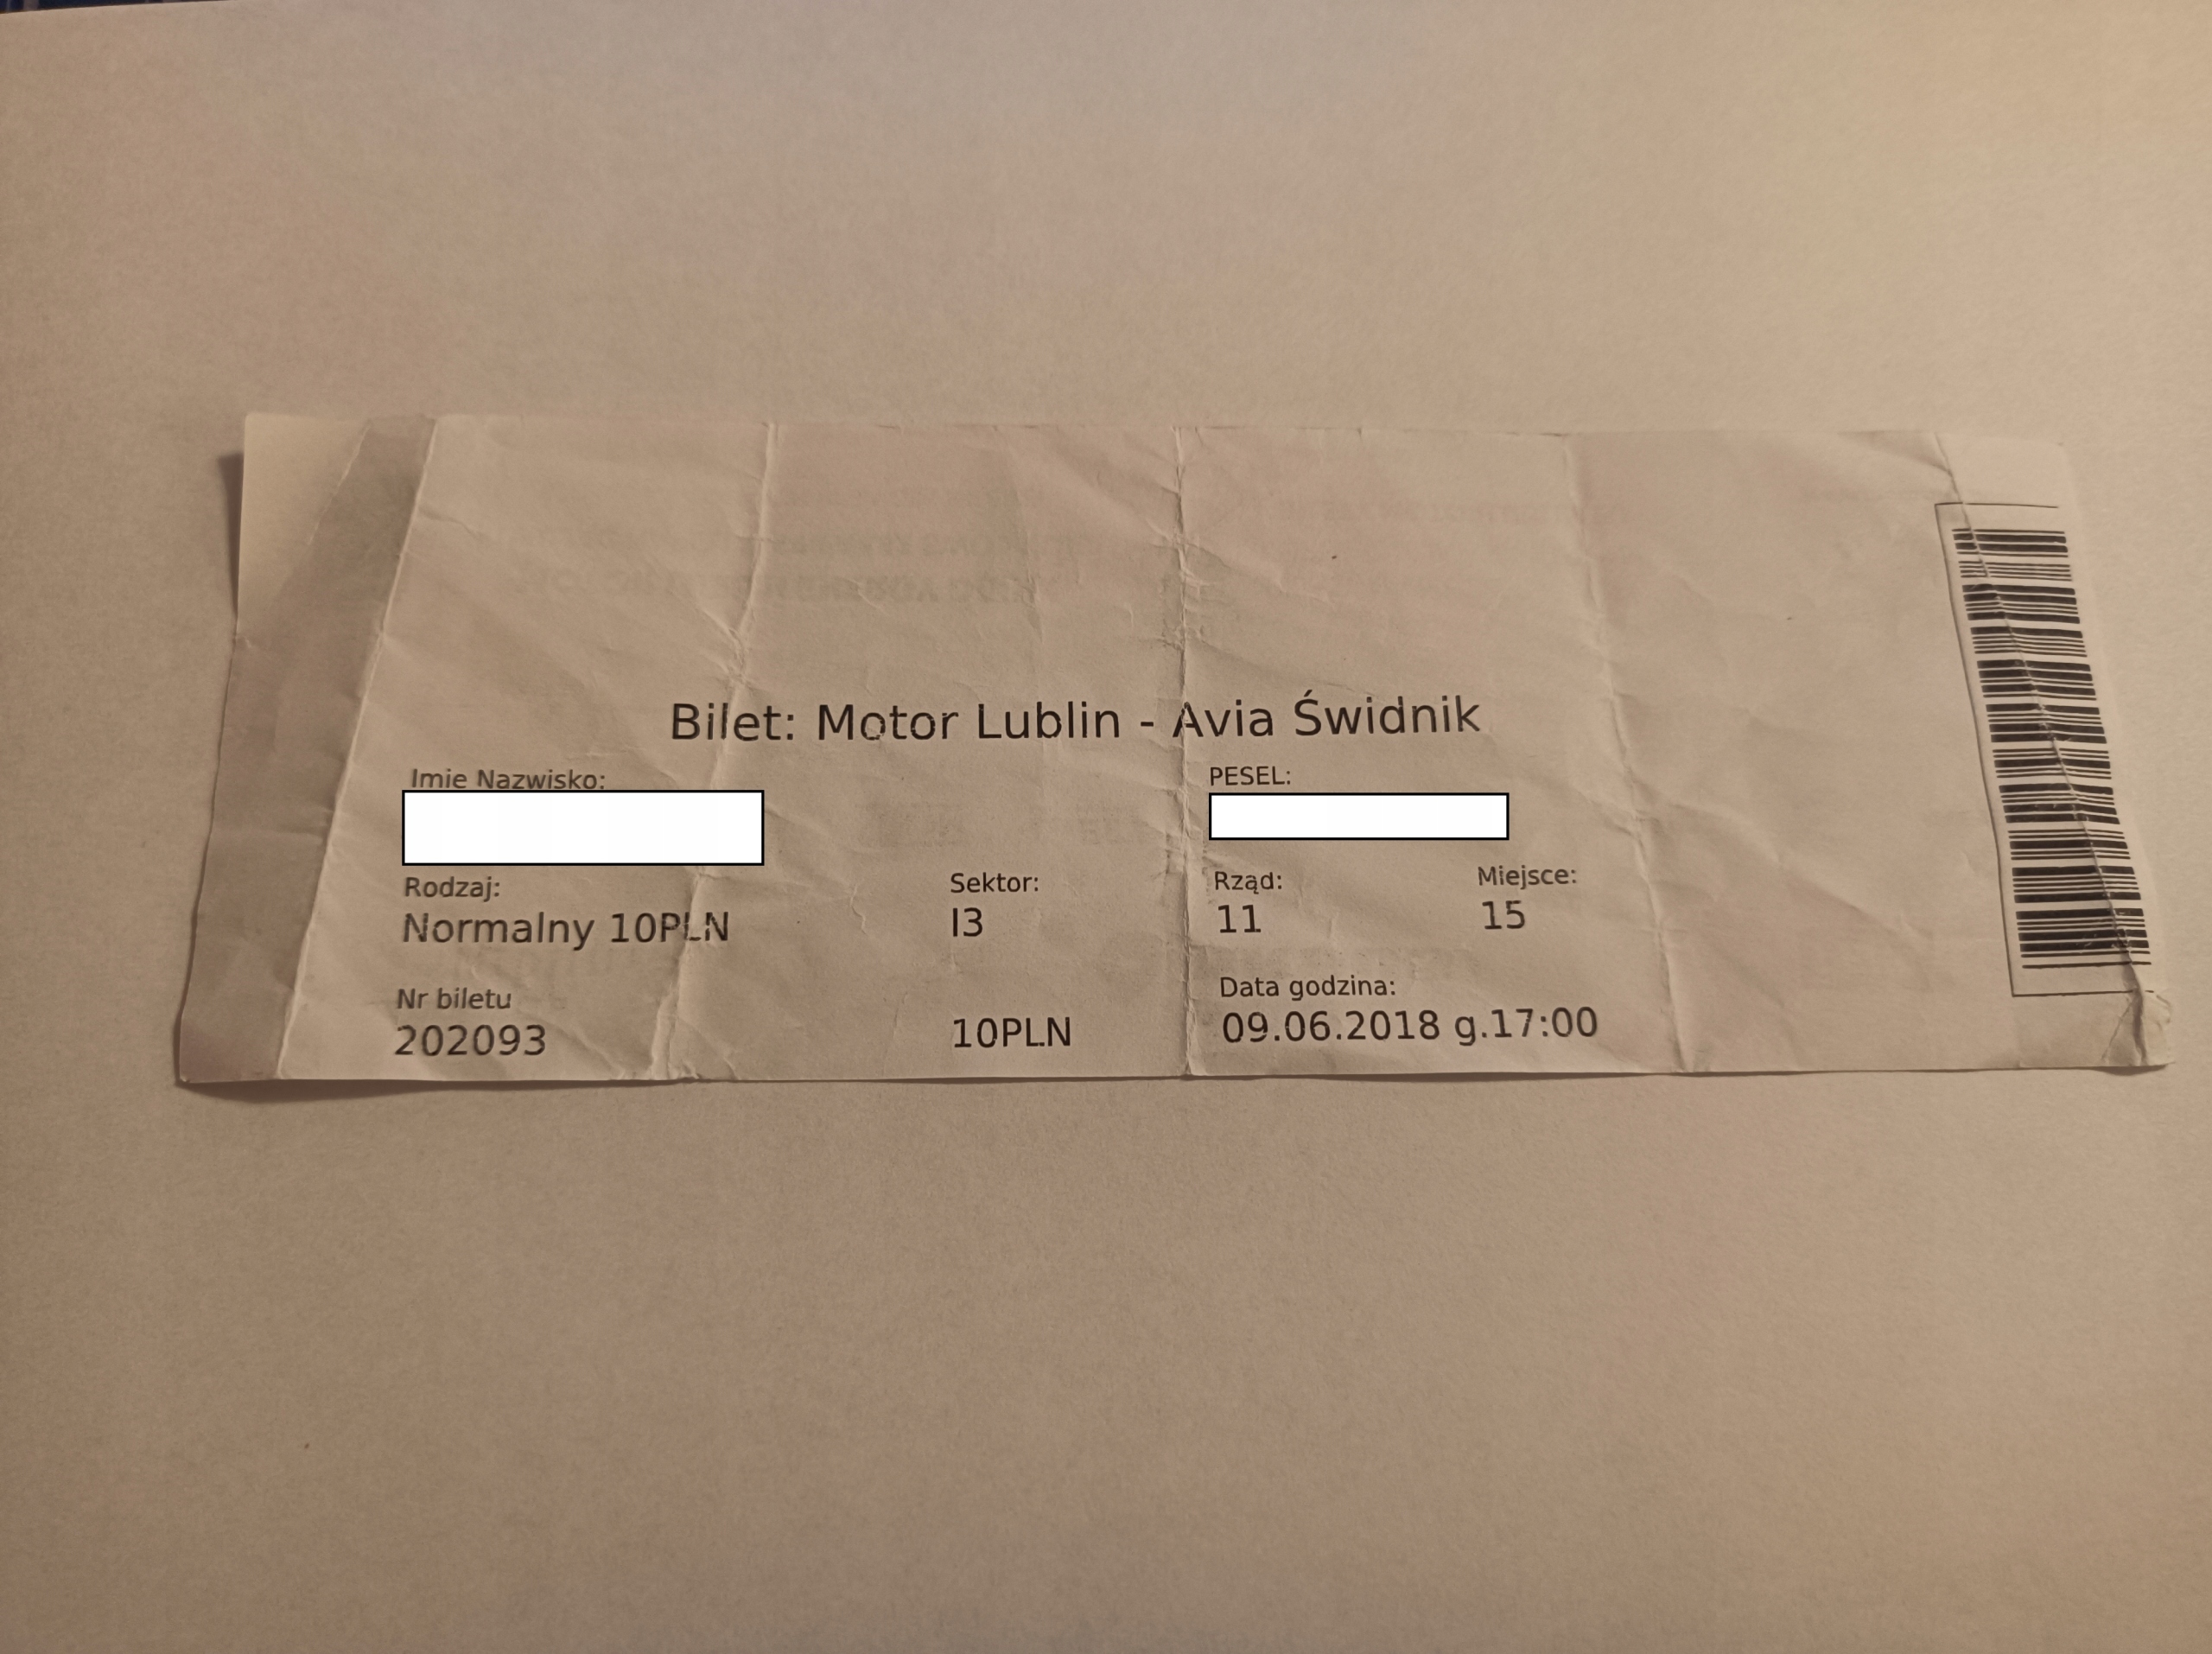 Bilet: Motor Lublin - Avia Świdnik
Imie Nazwisko:
PESEL:
Rodzaj:
Normalny 10PLN
Sektor:
I3
Rząd:
11
Miejsce:
15
Nr biletu
202093
10PLN
Data godzina:
09.06.2018 g.17:00